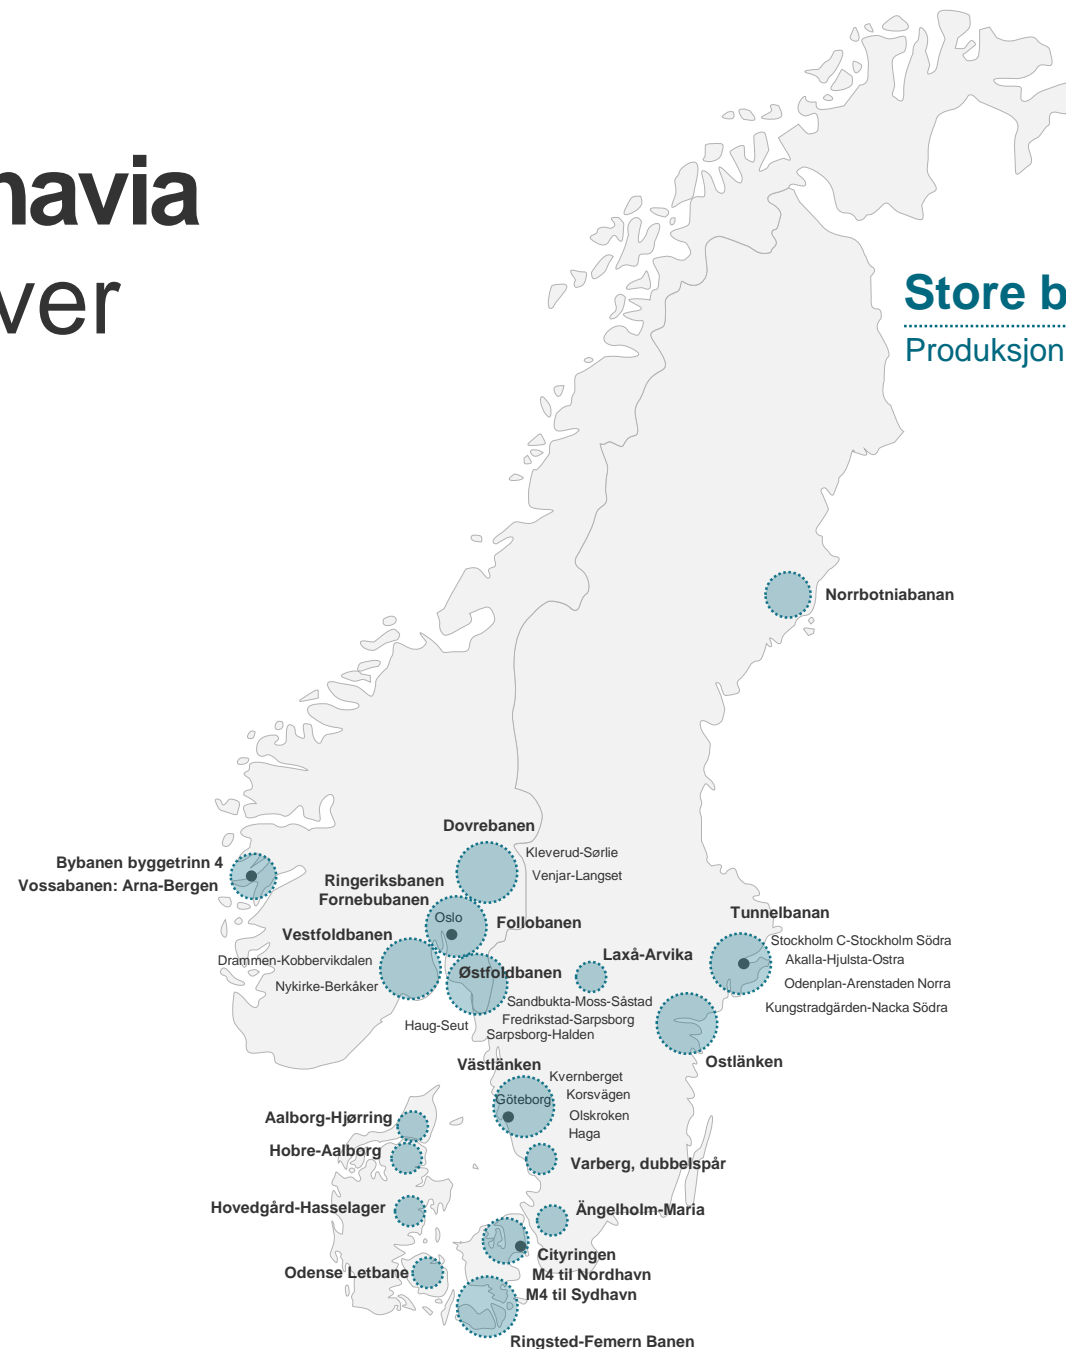 navia
ver
Store b
Produksjon
Norrbotniabanan
Dovrebanen
Kleverud-Sørlie
Venjar-Langset
Bybanen byggetrinn 4
Vossabanen: Arna-Bergen
Ringeriksbanen
Fornebubanen
Oslo
Follobanen
Vestfoldbanen
Drammen-Kobbervikdalen
Nykirke-Berkåker
Østfoldbanen
Sandbukta-Moss-Såstad
Fredrikstad-Sarpsborg
Haug-Seut
Sarpsborg-Halden
Laxå-Arvika
Tunnelbanan
Stockholm C-Stockholm Södra
Akalla-Hjulsta-Ostra
Odenplan-Arenstaden Norra
Kungstradgården-Nacka Södra
Ostlänken
Västlänken
Kvernberget
Göteborg
Korsvägen
Olskroken
Haga
Aalborg-Hjørring
Hobre-Aalborg
Varberg, dubbelspår
Hovedgård-Hasselager
Ängelholm-Maria
Cityringen
M4 til Nordhavn
M4 til Sydhavn
Odense Letbane
Ringsted-Femern Banen